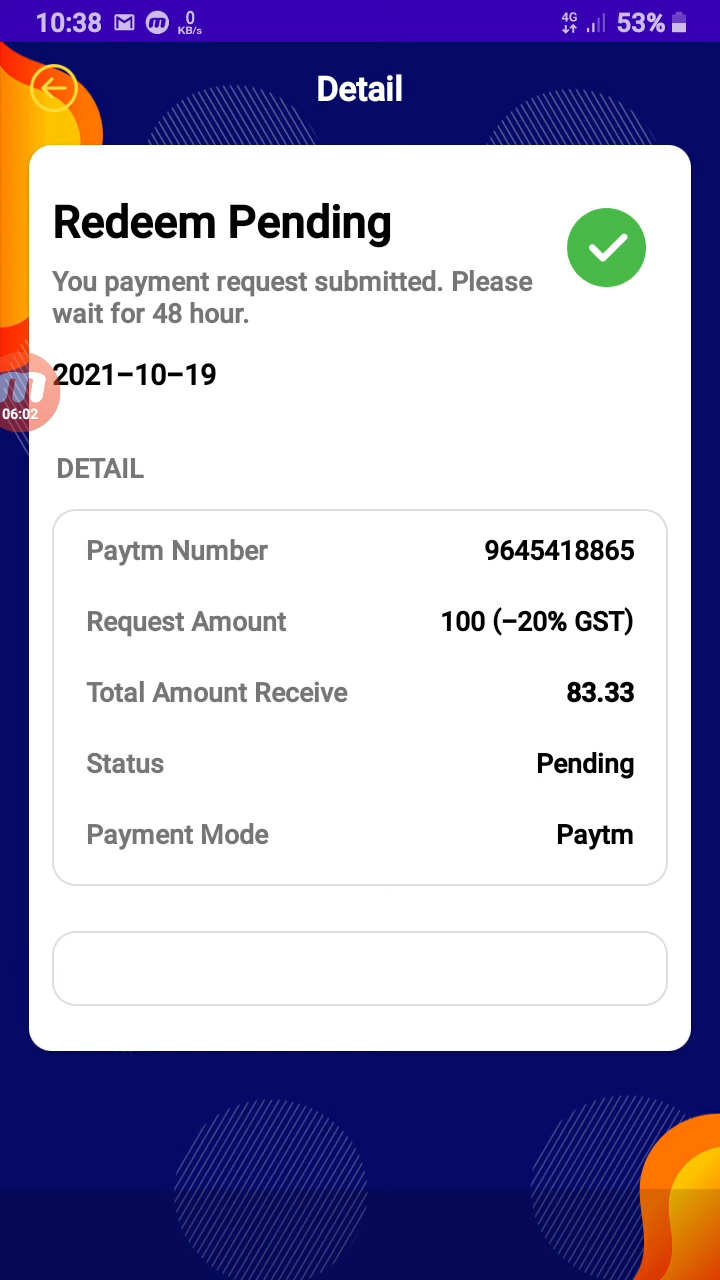 10:38 m 0 KB/s 4G 53%
Detail
Redeem Pending
You payment request submitted. Please
wait for 48 hour.
2021-10-19
m
06:02
DETAIL
Paytm Number 9645418865
Request Amount 100 (-20% GST)
Total Amount Receive 83.33
Status Pending
Payment Mode Paytm